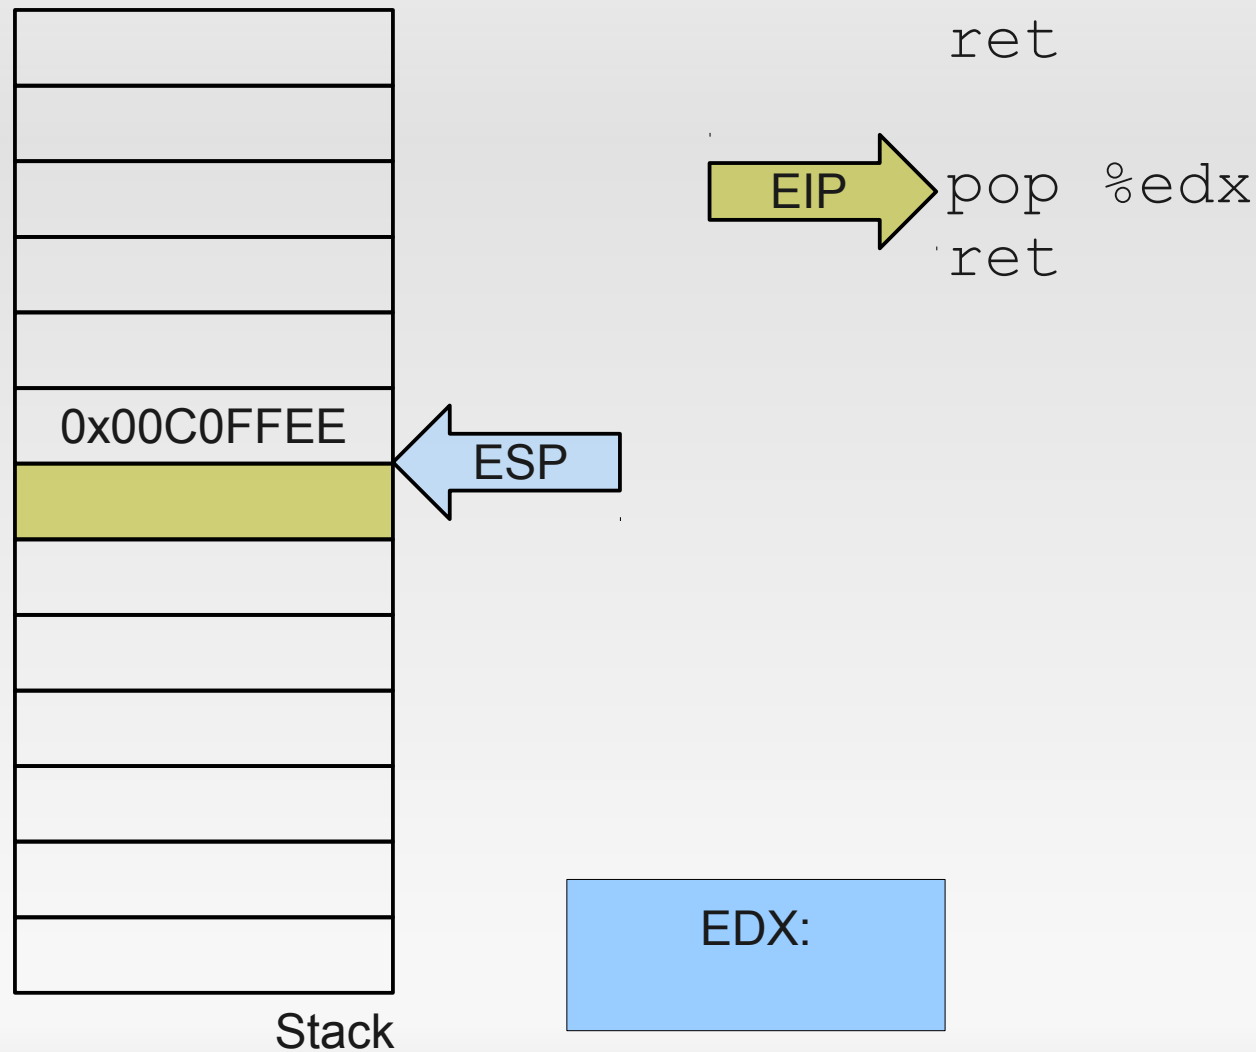 ret
EIP
pop %edx
ret
0x00C0FFEE
ESP
EDX:
Stack